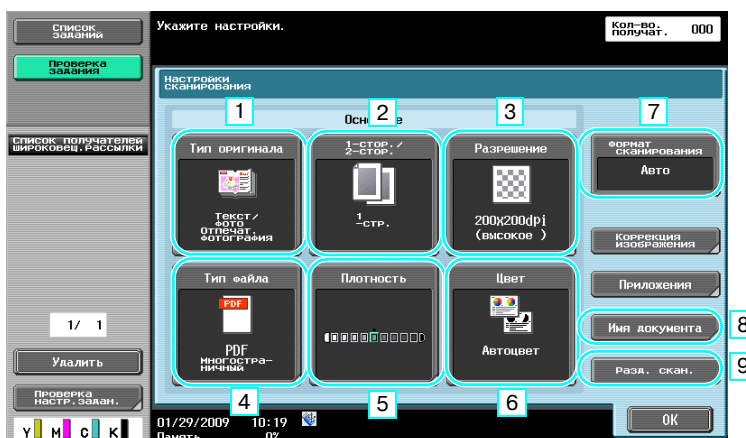 Список
заданий
Укажите настройки.
Кол-во.
получат. 000
Проверка
задания
Настройки
сканирования
1
2
3
7
Список получателей
широковещ.рассылки
Тип оригинала
1-стор./
2-стор.
Разрешение
Формат
сканирования
Авто
Текст/
Фото
Отпечат.
фотография
1
-стр.
200X200dpi
(высокое )
Коррекция
изображения
Тип файла
Плотность
Цвет
Приложения
PDF
1/ 1
PDF
многостра-
ничный
Автоцвет
Имя документа
8
Удалить
Разд. скан.
9
Проверка
настр.задан.
4
5
6
OK
Y M C K
01/29/2009 10:19
Память 0%